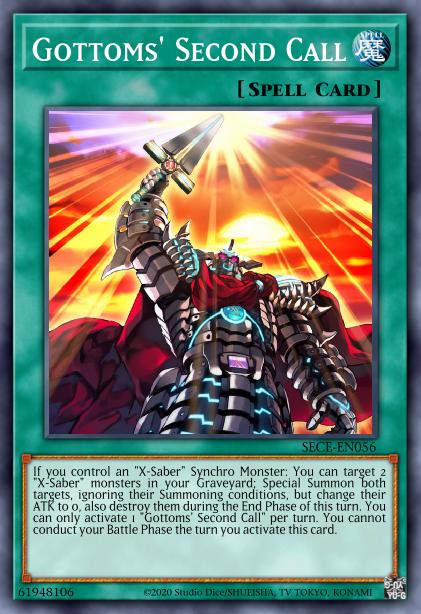 Gottoms' Second Call
SPELL
魔
[Spell Card]
SECE-EN056
If you control an "X-Saber" Synchro Monster: You can target 2
"X-Saber" monsters in your Graveyard; Special Summon both
targets, ignoring their Summoning conditions, but change their
ATK to 0, also destroy them during the End Phase of this turn. You
can only activate 1 "Gottoms' Second Call" per turn. You cannot
conduct your Battle Phase the turn you activate this card.
61948106
©2020 Studio Dice/SHUEISHA, TV TOKYO, KONAMI